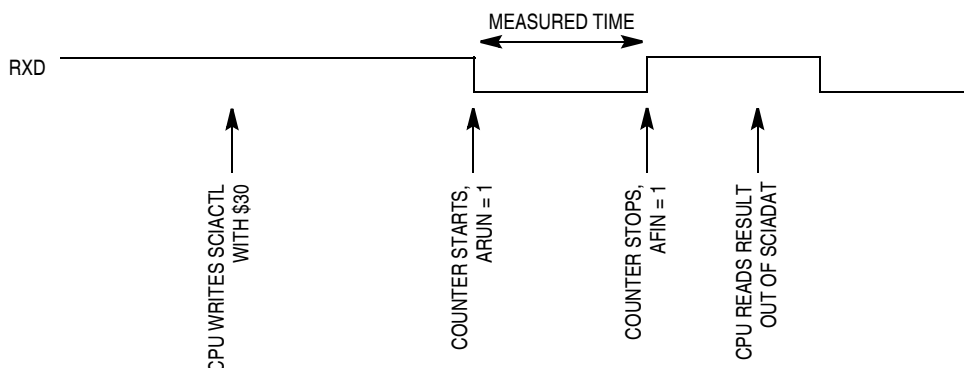 MEASURED TIME
RXD
CPU WRITES SCIACTL
WITH $30
COUNTER STARTS,
ARUN = 1
COUNTER STOPS,
AFIN = 1
CPU READS RESULT
OUT OF SCIADAT